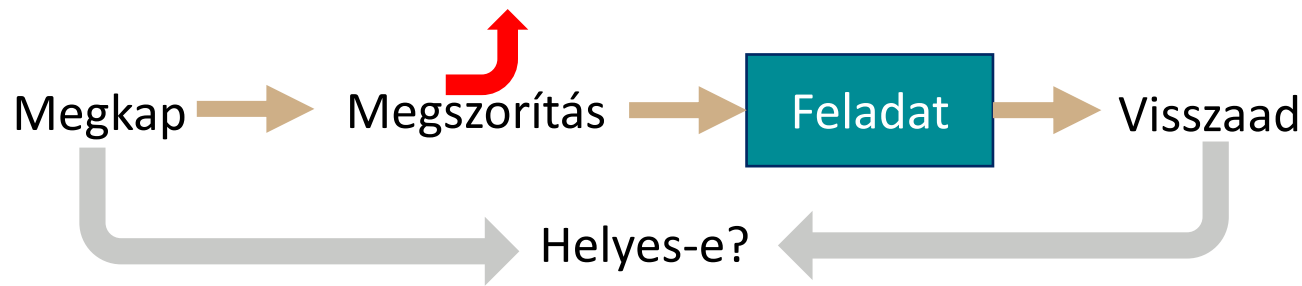 Megkap
Megszorítás
Feladat
Visszaad
Helyes-e?